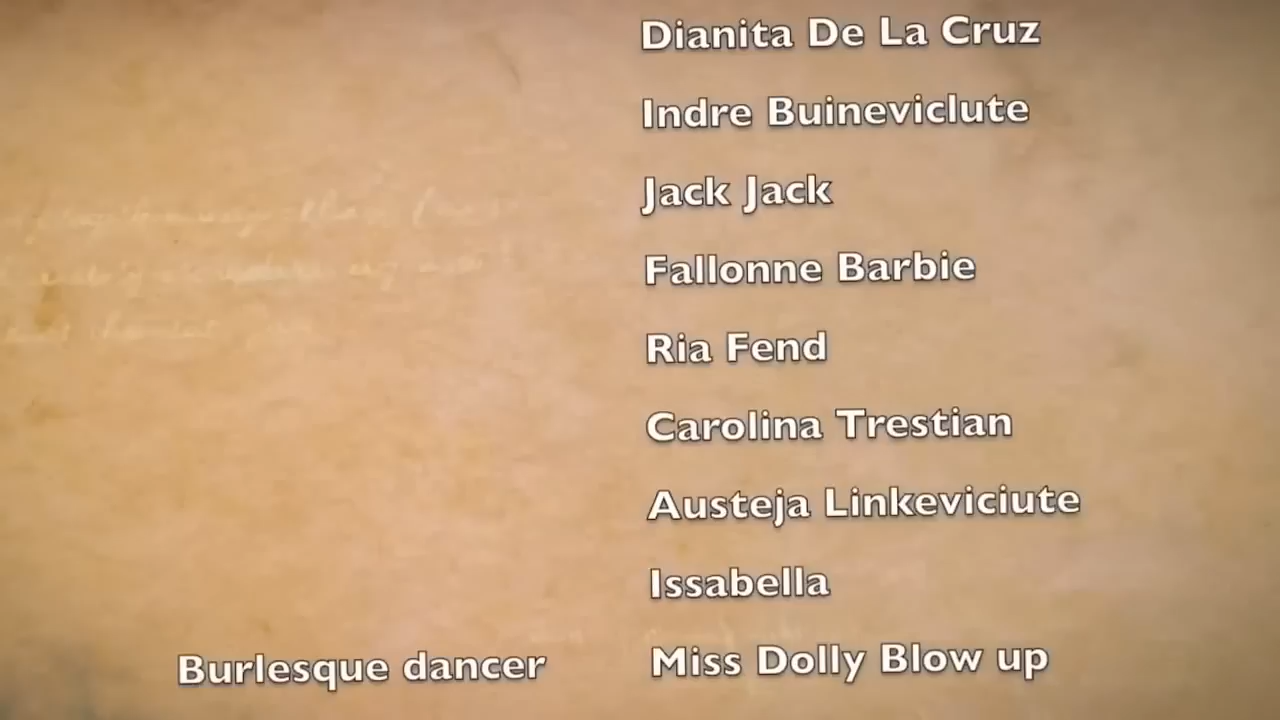 Dianita De La Cruz
Indre Buineviclute
Jack Jack
Fallonne Barbie
Ria Fend
Carolina Trestian
Austeja Linkeviciute
Issabella
Burlesque dancer Miss Dolly Blow up